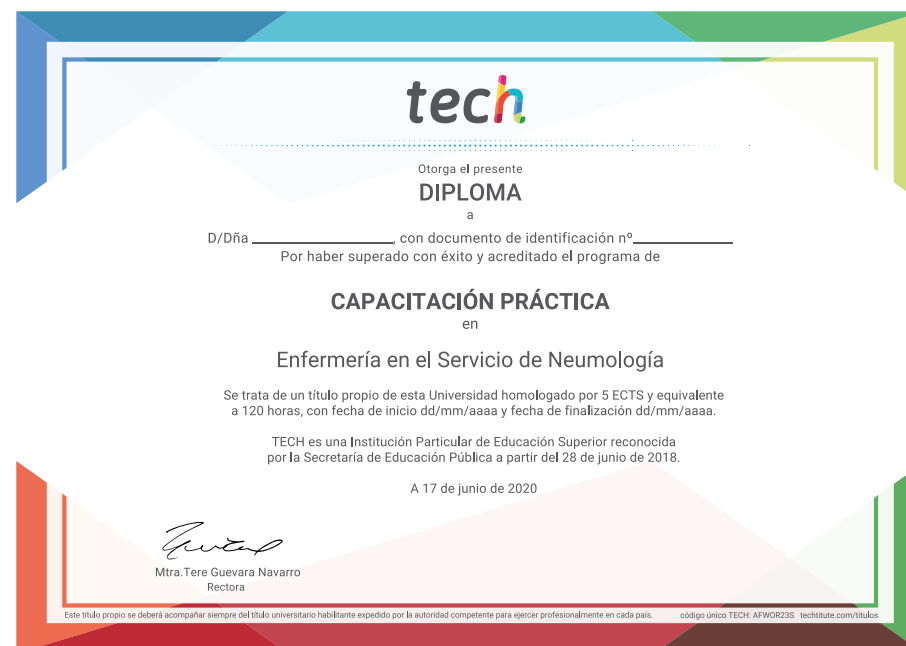 tech
Otorga el presente
DIPLOMA
a
D/Dña ____________________, con documento de identificación nº______________
Por haber superado con éxito y acreditado el programa de
CAPACITACIÓN PRÁCTICA
en
Enfermería en el Servicio de Neumología
Se trata de un título propio de esta Universidad homologado por 5 ECTS y equivalente
a 120 horas, con fecha de inicio dd/mm/aaaa y fecha de finalización dd/mm/aaaa.
TECH es una Institución Particular de Educación Superior reconocida
por la Secretaría de Educación Pública a partir del 28 de junio de 2018.
A 17 de junio de 2020
Mtra.Tere Guevara Navarro
Rectora
Este título propio se deberá acompañar siempre del título universitario habilitante expedido por la autoridad competente para ejercer profesionalmente en cada país. código único TECH: AFWOR23S techtitute.com/titulos